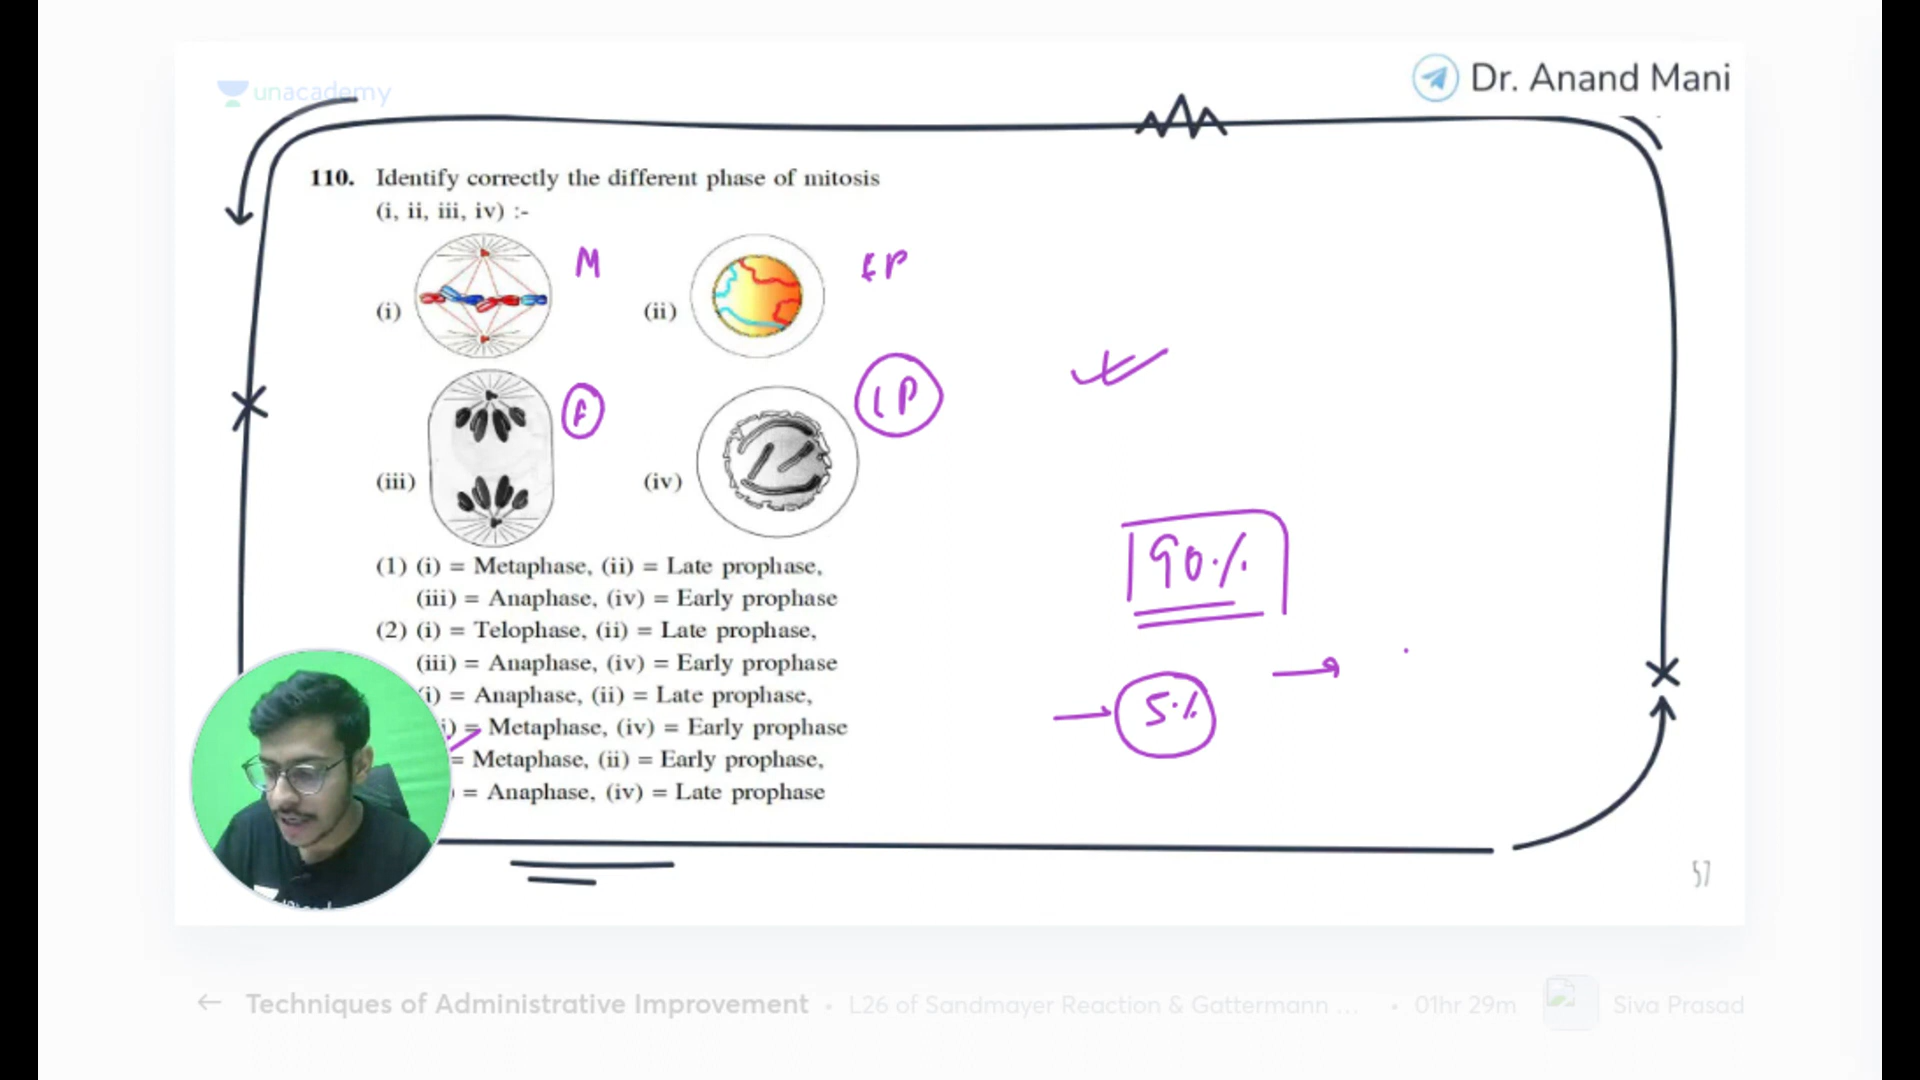 unacademy
Dr. Anand Mani
110. Identify correctly the different phase of mitosis
(i, ii, iii, iv) :-
M
E P
(i)
(ii)
A
L P
(iii)
(iv)
(1) (i) = Metaphase, (ii) = Late prophase,
(iii) = Anaphase, (iv) = Early prophase
(2) (i) = Telophase, (ii) = Late prophase,
(iii) = Anaphase, (iv) = Early prophase
i) = Anaphase, (ii) = Late prophase,
i) = Metaphase, (iv) = Early prophase
= Metaphase, (ii) = Early prophase,
) = Anaphase, (iv) = Late prophase
90%
5%
57
← Techniques of Administrative Improvement • L26 of Sandmayer Reaction & Gattermann ... • 01hr 29m Siva Prasad